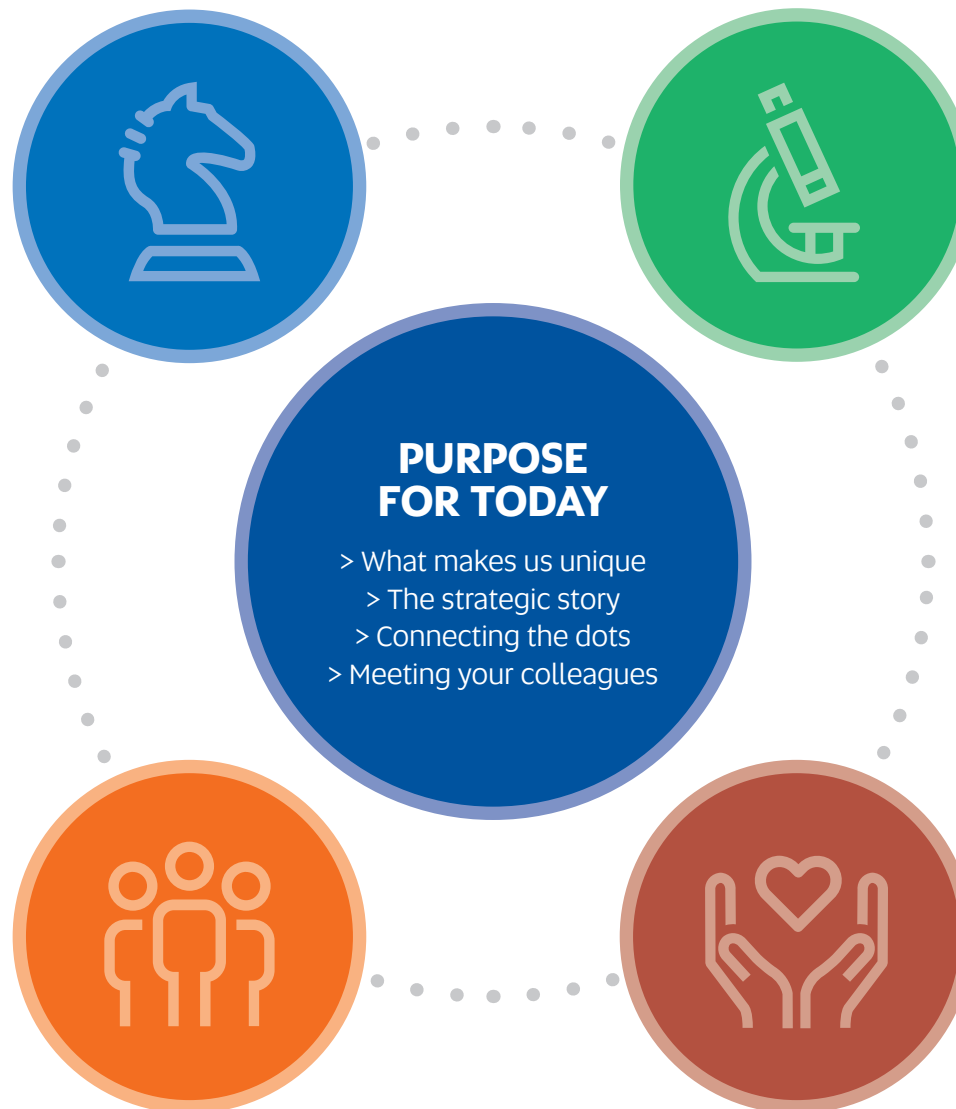 PURPOSE
FOR TODAY
> What makes us unique
> The strategic story
> Connecting the dots
> Meeting your colleagues